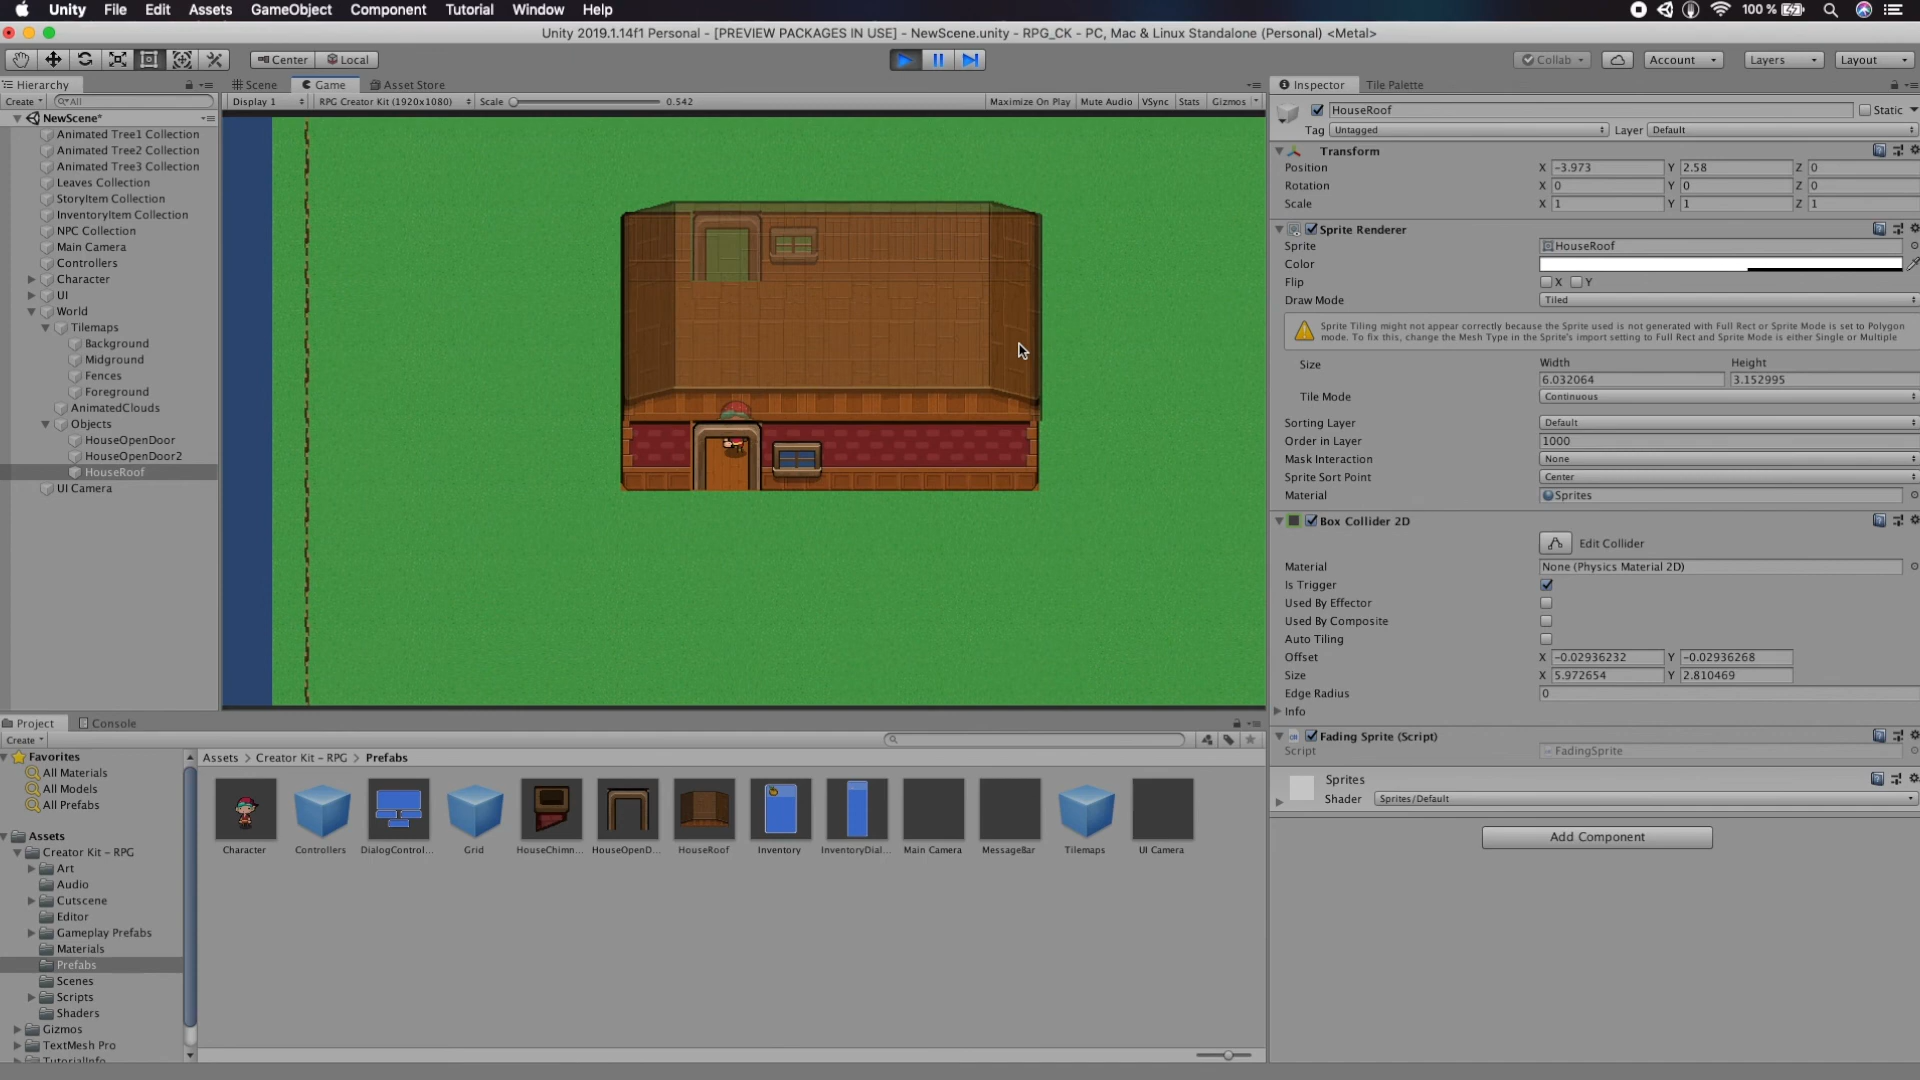 Unity File Edit Assets GameObject Component Tutorial Window Help 100 %
Unity 2019.1.14f1 Personal - [PREVIEW PACKAGES IN USE] - NewScene.unity - RPG_CK - PC, Mac & Linux Standalone (Personal) <Metal>
Center Local Collab Account Layers Layout
Hierarchy Scene Game Asset Store Inspector Tile Palette
Create All Display 1 RPG Creator Kit (1920x1080) Scale 0.542 Maximize On Play Mute Audio VSync Stats Gizmos
NewScene*
Animated Tree1 Collection
Animated Tree2 Collection
Animated Tree3 Collection
Leaves Collection
StoryItem Collection
InventoryItem Collection
NPC Collection
Main Camera
Controllers
Character
UI
World
Tilemaps
Background
Midground
Fences
Foreground
AnimatedClouds
Objects
HouseOpenDoor
HouseOpenDoor2
HouseRoof
UI Camera
HouseRoof Static
Tag Untagged Layer Default
Transform
Position X -3.973 Y 2.58 Z 0
Rotation X 0 Y 0 Z 0
Scale X 1 Y 1 Z 1
Sprite Renderer
Sprite HouseRoof
Color
Flip X Y
Draw Mode Tiled
Sprite Tiling might not appear correctly because the Sprite used is not generated with Full Rect or Sprite Mode is set to Polygon
mode. To fix this, change the Mesh Type in the Sprite's import setting to Full Rect and Sprite Mode is either Single or Multiple
Size Width Height
6.032064 3.152995
Tile Mode Continuous
Sorting Layer Default
Order in Layer 1000
Mask Interaction None
Sprite Sort Point Center
Material Sprites
Box Collider 2D
Edit Collider
Material None (Physics Material 2D)
Is Trigger
Used By Effector
Used By Composite
Auto Tiling
Offset X -0.02936232 Y -0.02936268
Size X 5.972654 Y 2.810469
Edge Radius 0
Info
Fading Sprite (Script)
Script FadingSprite
Sprites
Shader Sprites/Default
Add Component
Project Console
Create
Favorites
All Materials
All Models
All Prefabs
Assets
Creator Kit - RPG
Art
Audio
Cutscene
Editor
Gameplay Prefabs
Materials
Prefabs
Scenes
Scripts
Shaders
Gizmos
TextMesh Pro
TutorialInfo
Assets > Creator Kit - RPG > Prefabs
Character Controllers DialogControl... Grid HouseChimn... HouseOpenD... HouseRoof Inventory InventoryDial... Main Camera MessageBar Tilemaps UI Camera